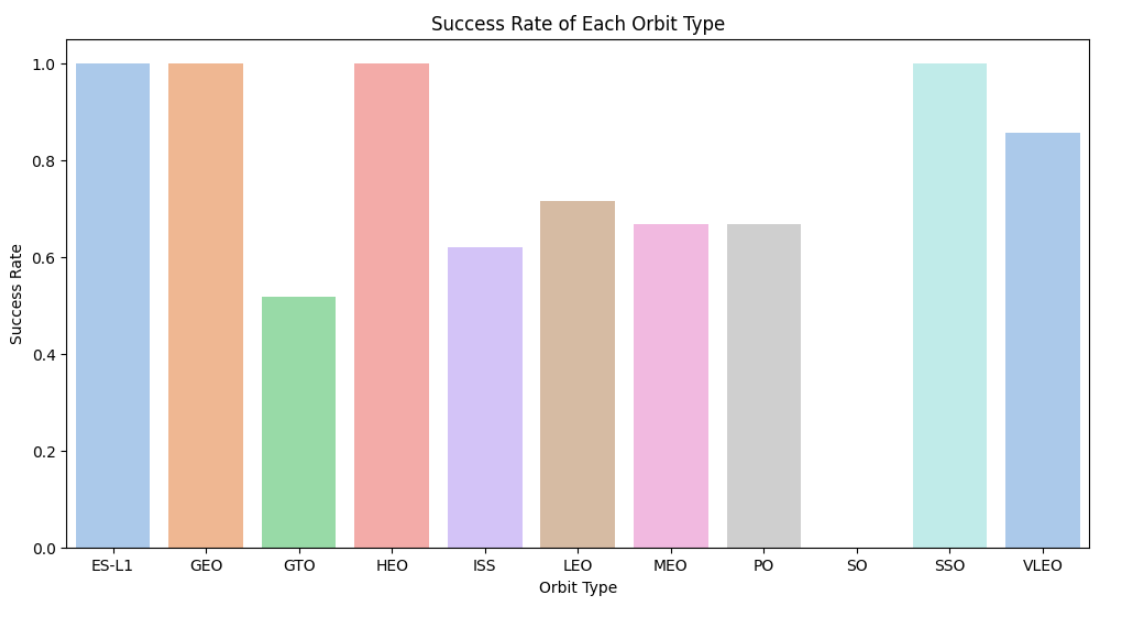 Success Rate of Each Orbit Type
1.0
0.8
0.6
0.4
0.2
0.0
Success Rate
ES-L1 GEO GTO HEO ISS LEO MEO PO SO SSO VLEO
Orbit Type